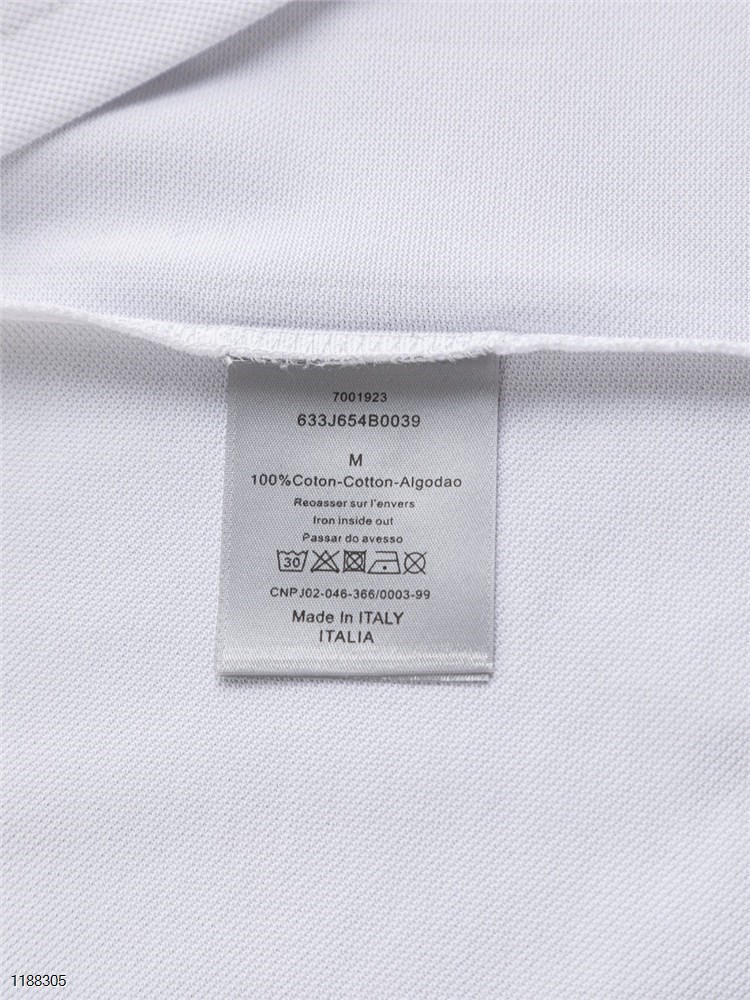 7001923
633J654B0039
M
100%Coton-Cotton-Algodao
Reoasser sur l'envers
Iron inside out
Passar do avesso
30
CNPJ02-046-366/0003-99
Made In ITALY
ITALIA
1188305